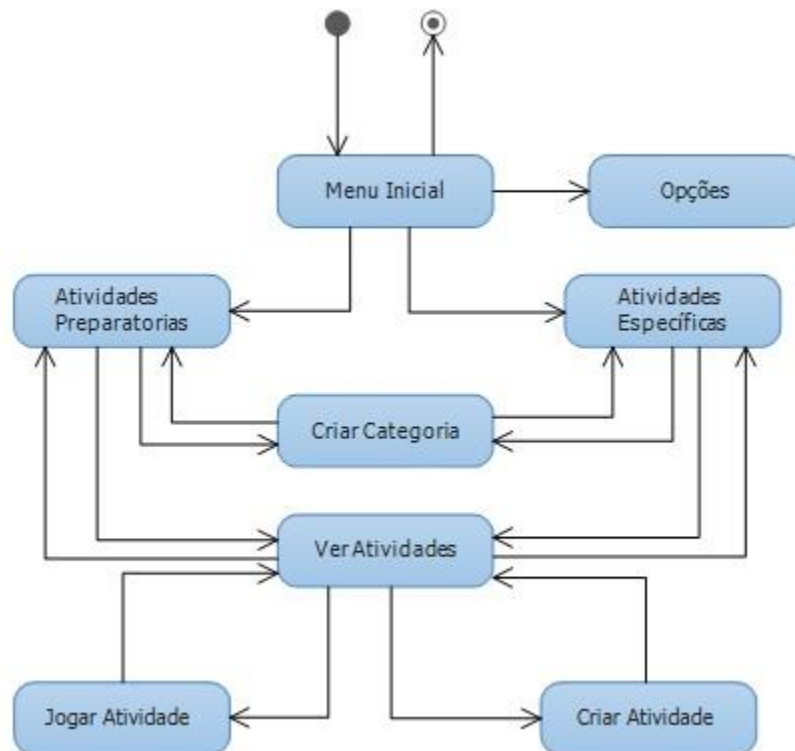 Menu Inicial
Opções
Atividades
Preparatorias
Atividades
Específicas
Criar Categoria
Ver Atividades
Jogar Atividade
Criar Atividade